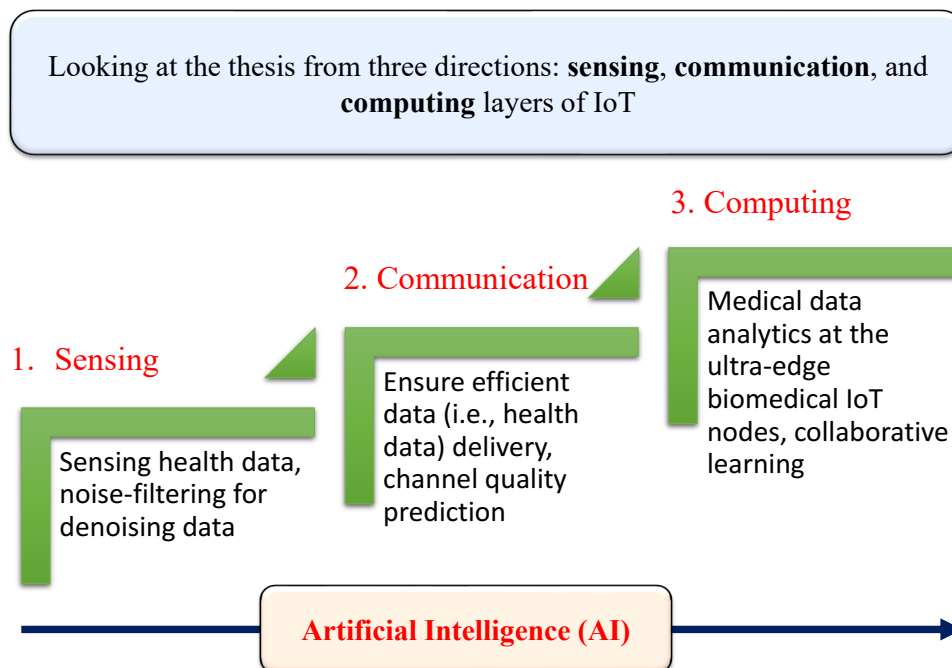 Looking at the thesis from three directions: sensing, communication, and
computing layers of IoT
1. Sensing
Sensing health data,
noise-filtering for
denoising data
2. Communication
Ensure efficient
data (i.e., health
data) delivery,
channel quality
prediction
3. Computing
Medical data
analytics at the
ultra-edge
biomedical IoT
nodes, collaborative
learning
Artificial Intelligence (AI)